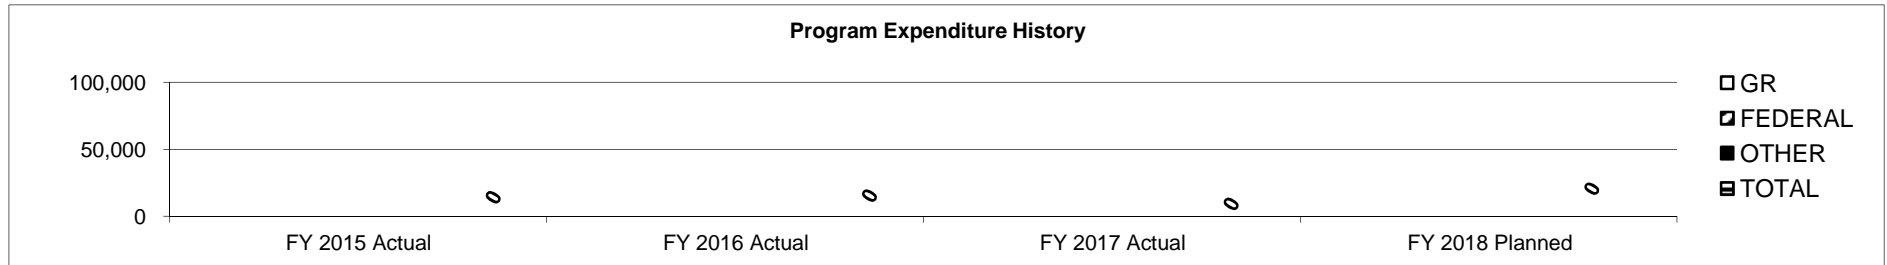 Program Expenditure History
100,000
50,000
0
0
0
0
0
FY 2015 Actual
FY 2016 Actual
FY 2017 Actual
FY 2018 Planned
GR
FEDERAL
OTHER
TOTAL